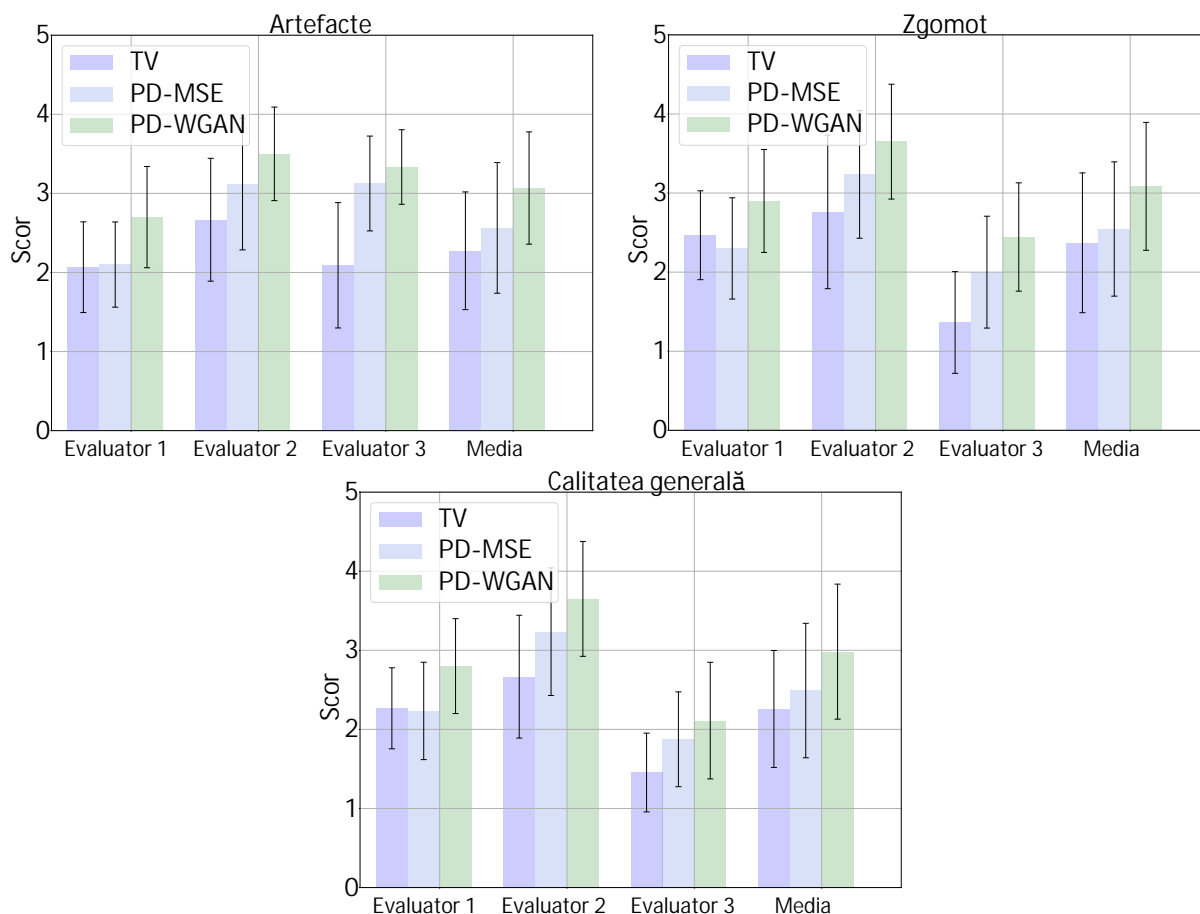 Artefacte
5
4
3
2
1
0
Scor
TV
PD-MSE
PD-WGAN
Evaluator 1 Evaluator 2 Evaluator 3 Media
Zgomot
5
4
3
2
1
0
Scor
TV
PD-MSE
PD-WGAN
Evaluator 1 Evaluator 2 Evaluator 3 Media
Calitatea generală
5
4
3
2
1
0
Scor
TV
PD-MSE
PD-WGAN
Evaluator 1 Evaluator 2 Evaluator 3 Media